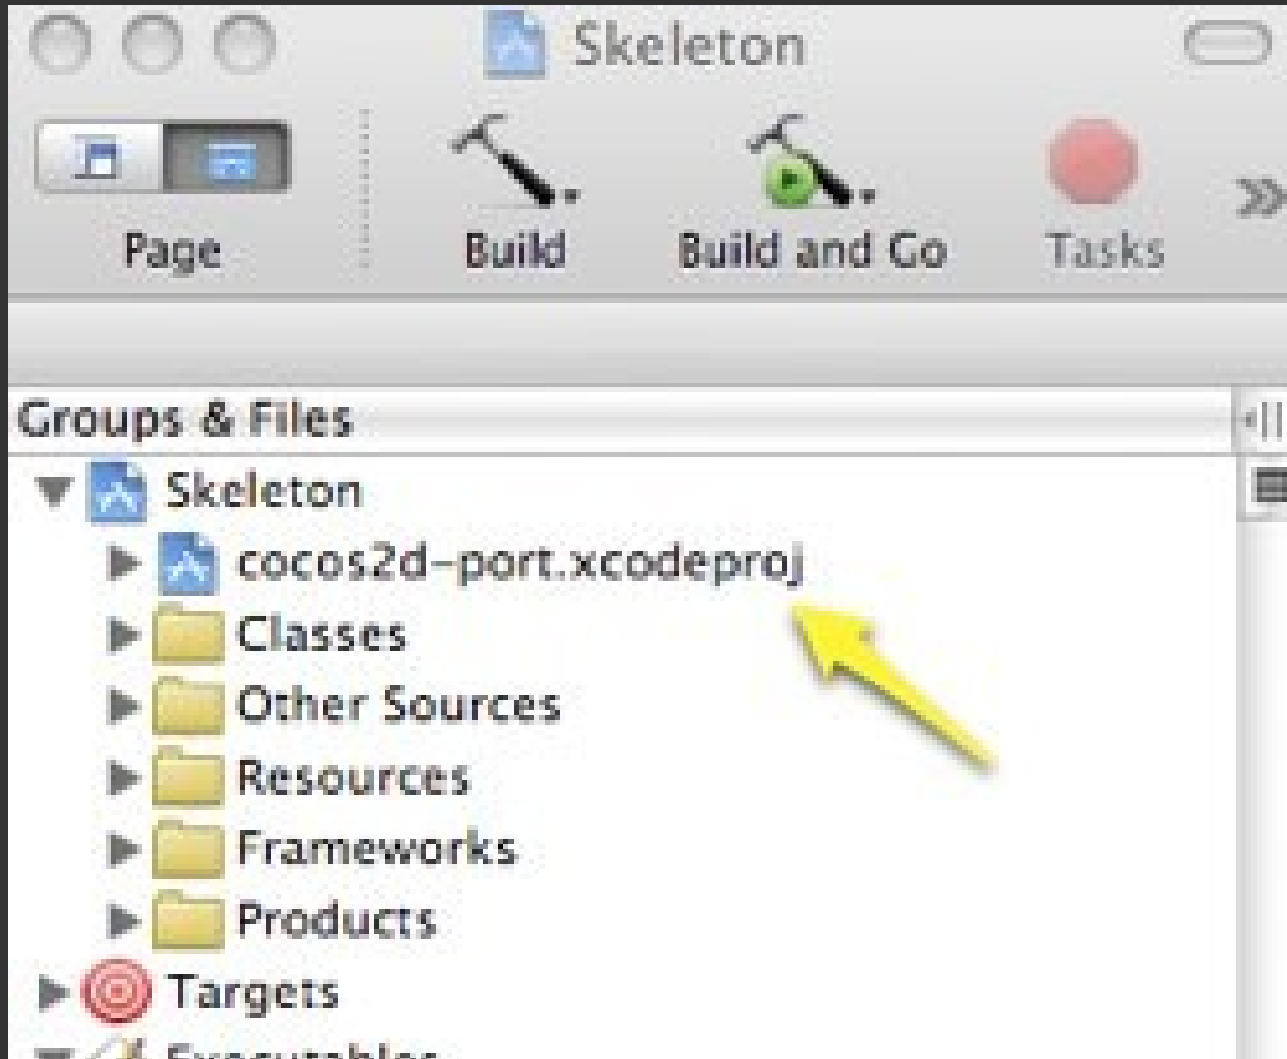 Skeleton
Page
Build
Build and Go
Tasks
Groups & Files
Skeleton
cocos2d-port.xcodeproj
Classes
Other Sources
Resources
Frameworks
Products
Targets
Executables